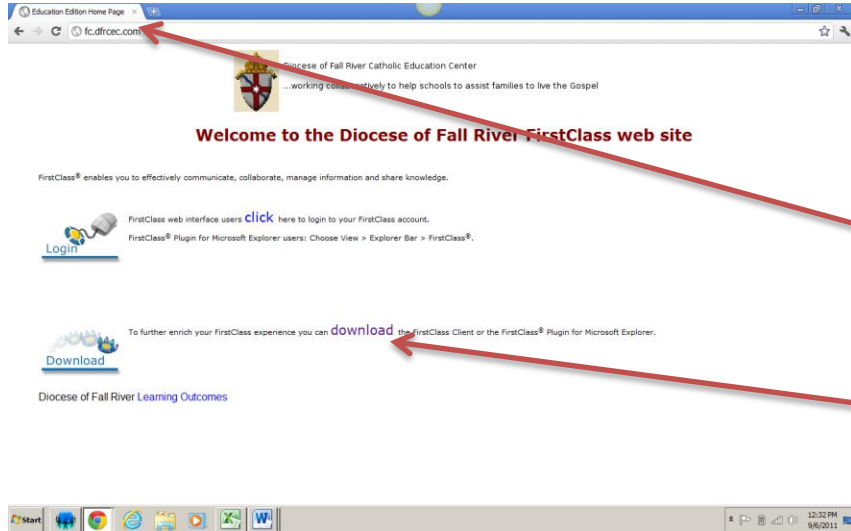 Education Edition Home Page
fc.dfrcec.com
Diocese of Fall River Catholic Education Center
...working collaboratively to help schools to assist families to live the Gospel
Welcome to the Diocese of Fall River FirstClass web site
FirstClass® enables you to effectively communicate, collaborate, manage information and share knowledge.
FirstClass web interface users click here to login to your FirstClass account.
FirstClass® Plugin for Microsoft Explorer users: Choose View > Explorer Bar > FirstClass®.
Login
To further enrich your FirstClass experience you can download the FirstClass Client or the FirstClass® Plugin for Microsoft Explorer.
Download
Diocese of Fall River Learning Outcomes
Start
12:32 PM
9/6/2011